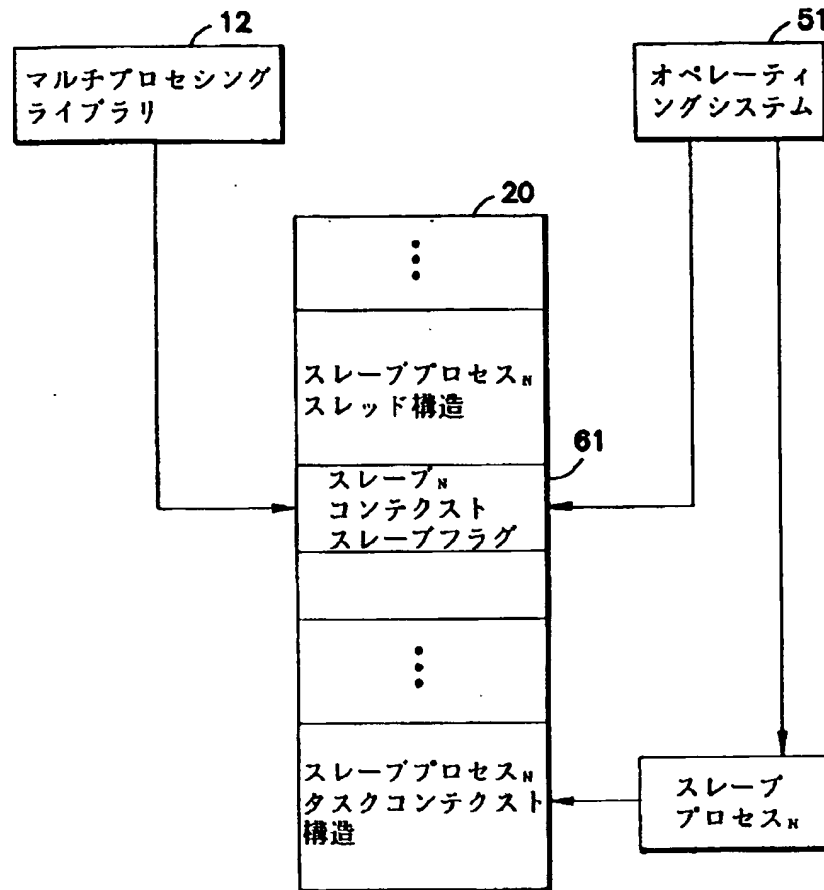 12
51
マルチプロセシング
ライブラリ
オペレーティ
ングシステム
20
スレーブプロセスN
スレッド構造
61
スレーブN
コンテクスト
スレーブフラグ
スレーブプロセスN
タスクコンテクスト
構造
スレーブ
プロセスN